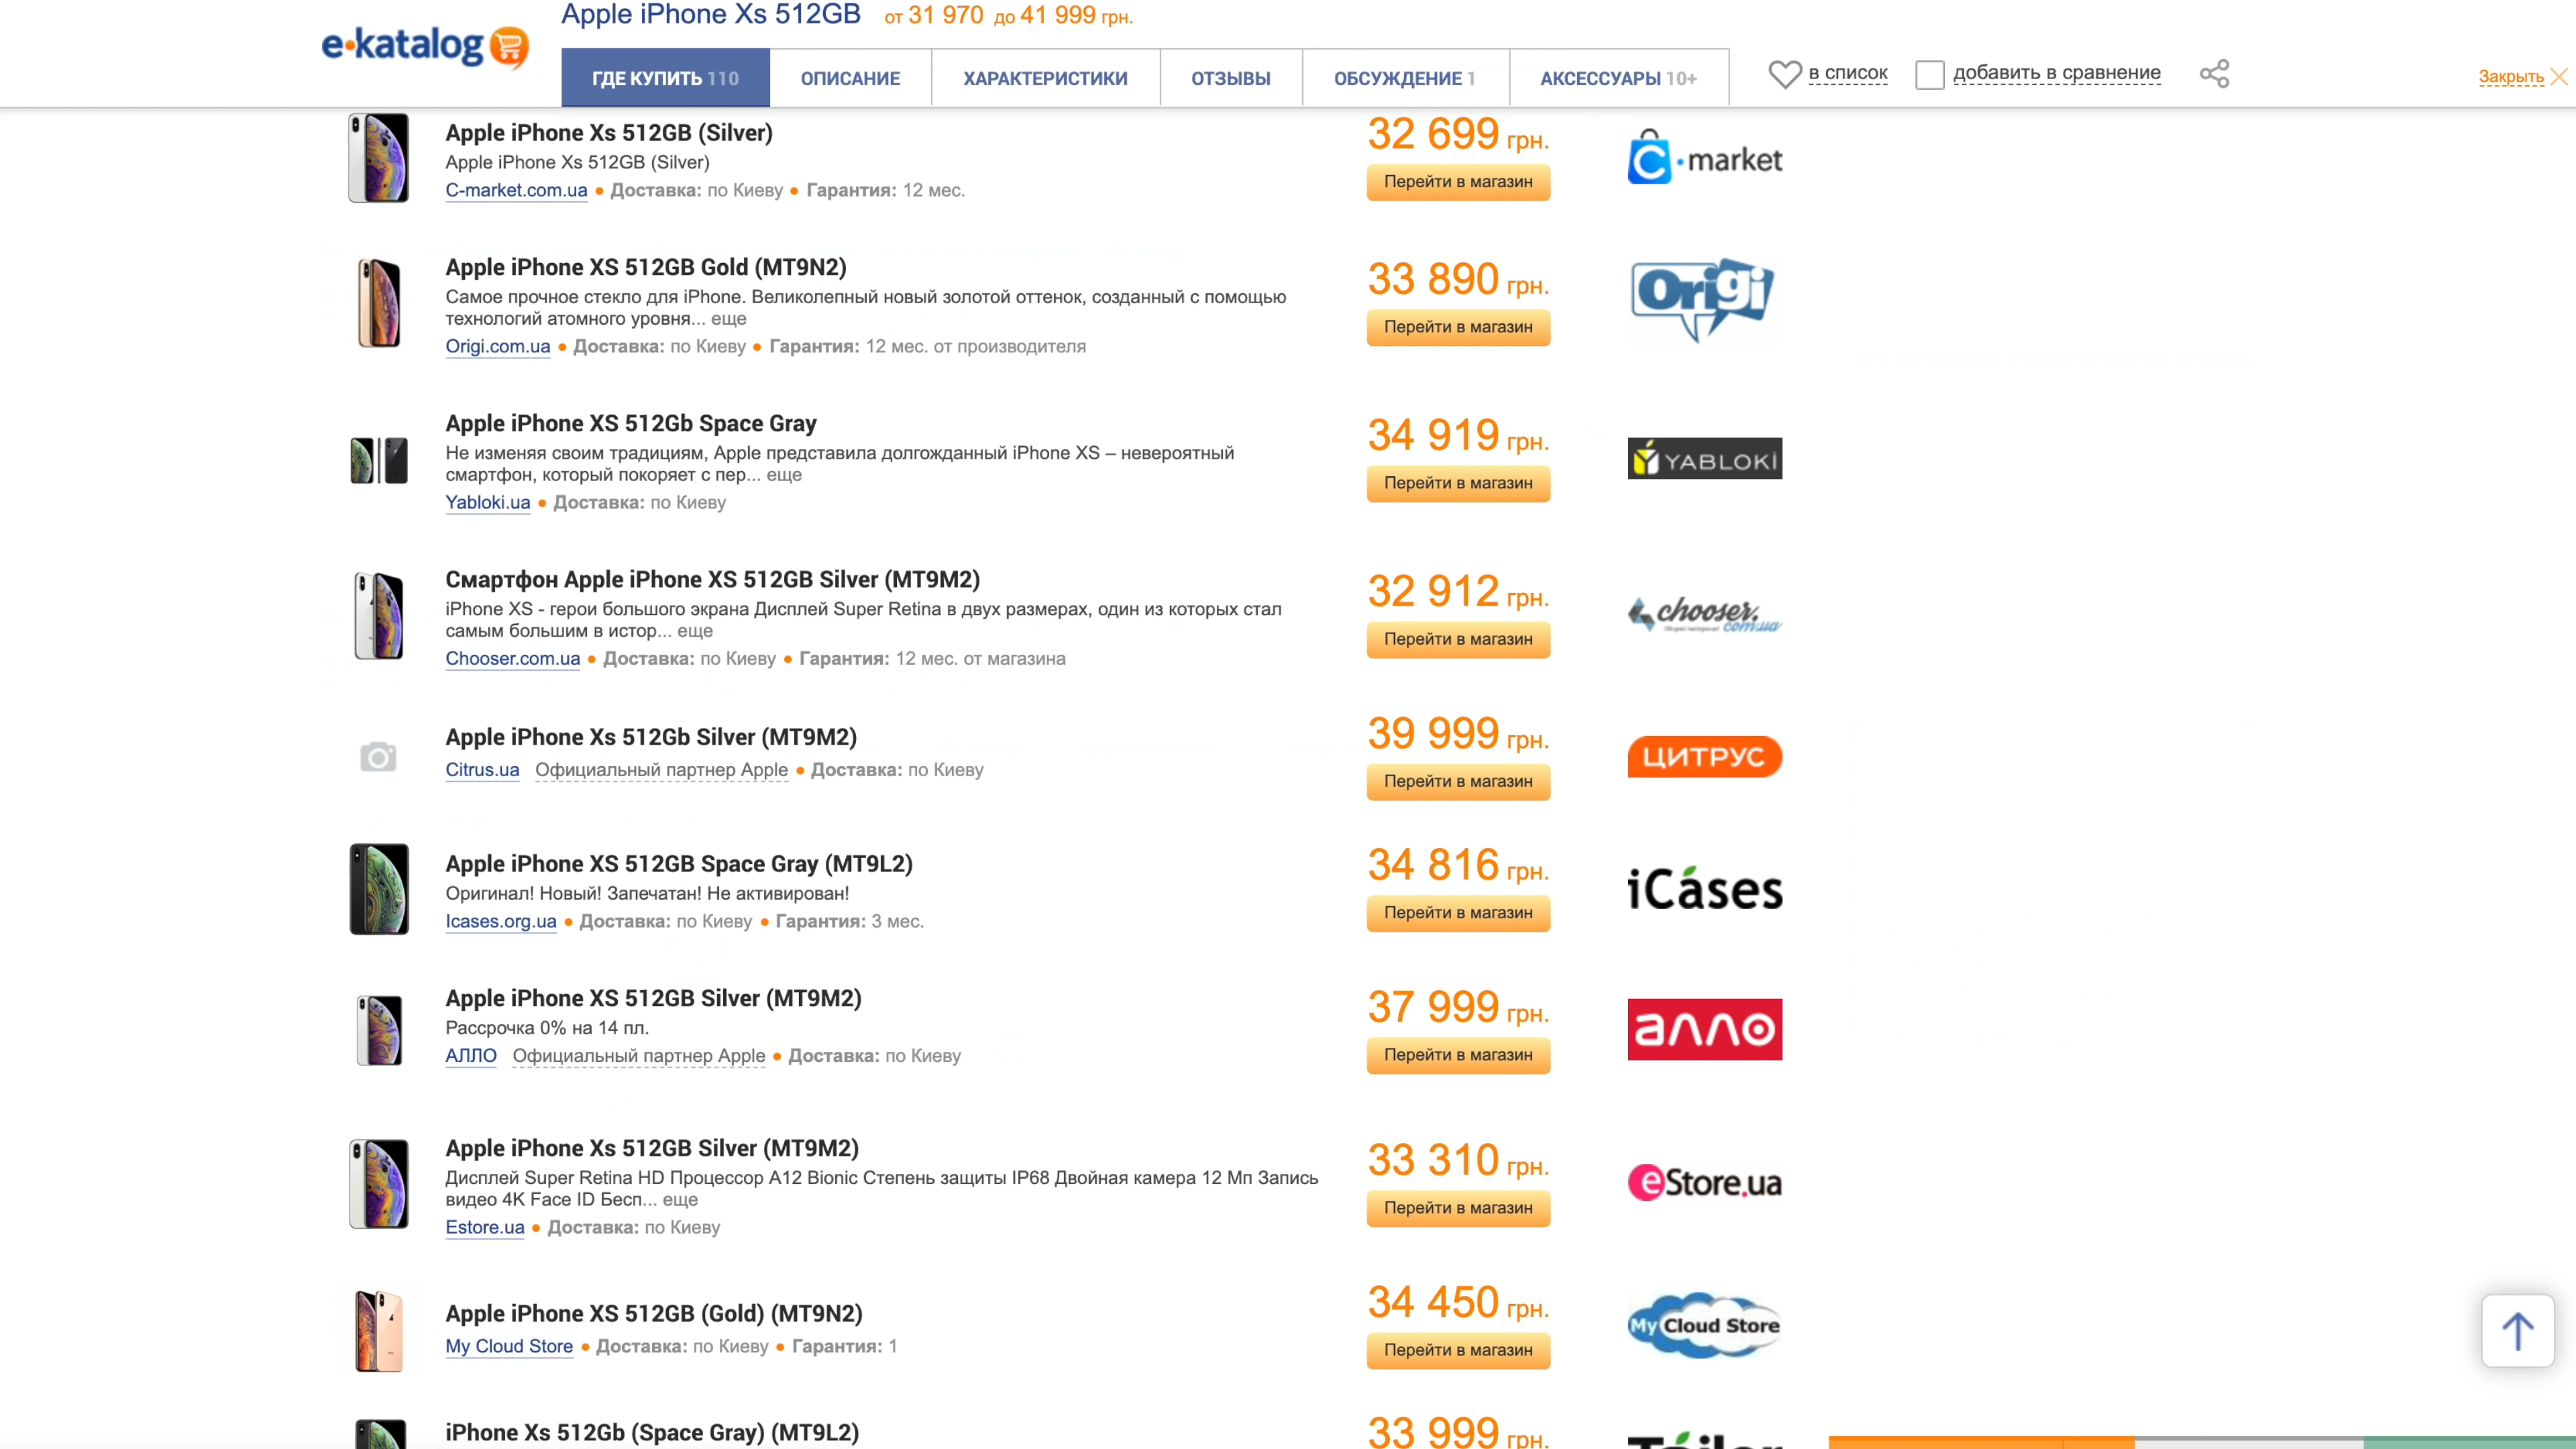 Apple iPhone Xs 512GB от 31 970 до 41 999 грн.
e·katalog
ГДЕ КУПИТЬ 110
ОПИСАНИЕ
ХАРАКТЕРИСТИКИ
ОТЗЫВЫ
ОБСУЖДЕНИЕ 1
АКСЕССУАРЫ 10+
в список
добавить в сравнение
Закрыть
Apple iPhone Xs 512GB (Silver)
Apple iPhone Xs 512GB (Silver)
C-market.com.ua • Доставка: по Киеву • Гарантия: 12 мес.
32 699 грн.
Перейти в магазин
C·market
Apple iPhone XS 512GB Gold (MT9N2)
Самое прочное стекло для iPhone. Великолепный новый золотой оттенок, созданный с помощью
технологий атомного уровня... еще
Origi.com.ua • Доставка: по Киеву • Гарантия: 12 мес. от производителя
33 890 грн.
Перейти в магазин
Origi
Apple iPhone XS 512Gb Space Gray
Не изменяя своим традициям, Apple представила долгожданный iPhone XS – невероятный
смартфон, который покоряет с пер... еще
Yabloki.ua • Доставка: по Киеву
34 919 грн.
Перейти в магазин
YABLOKI
Смартфон Apple iPhone XS 512GB Silver (MT9M2)
iPhone XS - герои большого экрана Дисплей Super Retina в двух размерах, один из которых стал
самым большим в истор... еще
Chooser.com.ua • Доставка: по Киеву • Гарантия: 12 мес. от магазина
32 912 грн.
Перейти в магазин
chooser.
com.ua
Apple iPhone Xs 512Gb Silver (MT9M2)
Citrus.ua Официальный партнер Apple • Доставка: по Киеву
39 999 грн.
Перейти в магазин
ЦИТРУС
Apple iPhone XS 512GB Space Gray (MT9L2)
Оригинал! Новый! Запечатан! Не активирован!
Icases.org.ua • Доставка: по Киеву • Гарантия: 3 мес.
34 816 грн.
Перейти в магазин
iCases
Apple iPhone XS 512GB Silver (MT9M2)
Рассрочка 0% на 14 пл.
АЛЛО Официальный партнер Apple • Доставка: по Киеву
37 999 грн.
Перейти в магазин
алло
Apple iPhone Xs 512GB Silver (MT9M2)
Дисплей Super Retina HD Процессор A12 Bionic Степень защиты IP68 Двойная камера 12 Мп Запись
видео 4K Face ID Бесп... еще
Estore.ua • Доставка: по Киеву
33 310 грн.
Перейти в магазин
eStore.ua
Apple iPhone XS 512GB (Gold) (MT9N2)
My Cloud Store • Доставка: по Киеву • Гарантия: 1
34 450 грн.
Перейти в магазин
My Cloud Store
iPhone Xs 512Gb (Space Gray) (MT9L2)
33 999 грн.